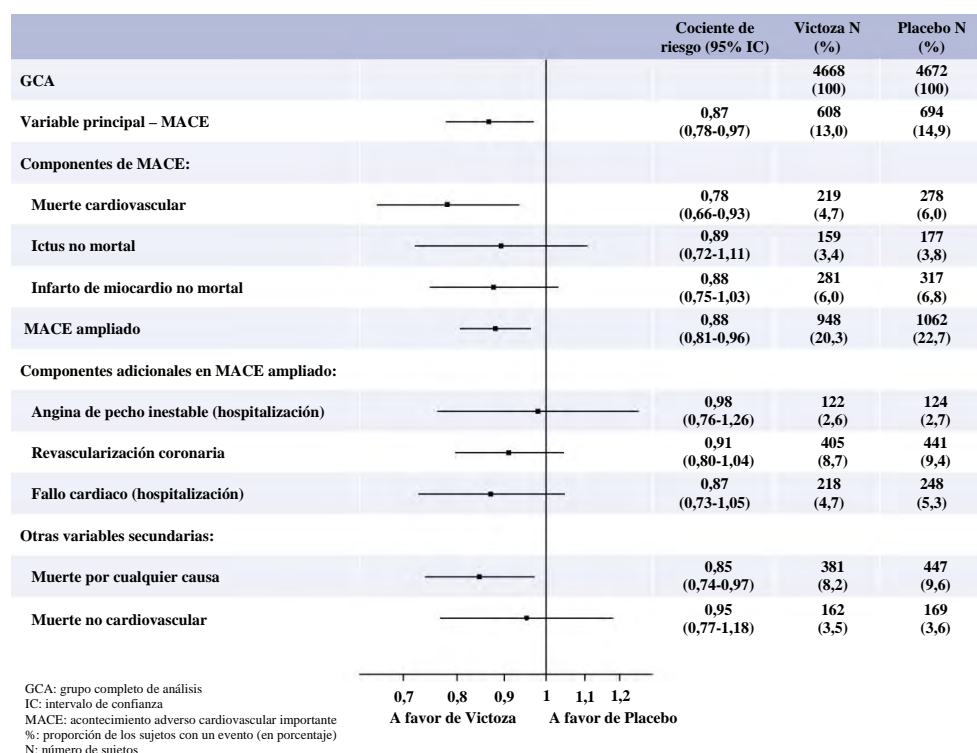 Cociente de riesgo (95% IC) Victoza N (%) Placebo N (%)
GCA 4668 (100) 4672 (100)
Variable principal – MACE 0,87 (0,78-0,97) 608 (13,0) 694 (14,9)
Componentes de MACE:
Muerte cardiovascular 0,78 (0,66-0,93) 219 (4,7) 278 (6,0)
Ictus no mortal 0,89 (0,72-1,11) 159 (3,4) 177 (3,8)
Infarto de miocardio no mortal 0,88 (0,75-1,03) 281 (6,0) 317 (6,8)
MACE ampliado 0,88 (0,81-0,96) 948 (20,3) 1062 (22,7)
Componentes adicionales en MACE ampliado:
Angina de pecho inestable (hospitalización) 0,98 (0,76-1,26) 122 (2,6) 124 (2,7)
Revascularización coronaria 0,91 (0,80-1,04) 405 (8,7) 441 (9,4)
Fallo cardiaco (hospitalización) 0,87 (0,73-1,05) 218 (4,7) 248 (5,3)
Otras variables secundarias:
Muerte por cualquier causa 0,85 (0,74-0,97) 381 (8,2) 447 (9,6)
Muerte no cardiovascular 0,95 (0,77-1,18) 162 (3,5) 169 (3,6)
0,7 0,8 0,9 1 1,1 1,2
A favor de Victoza A favor de Placebo
GCA: grupo completo de análisis
IC: intervalo de confianza
MACE: acontecimiento adverso cardiovascular importante
%: proporción de los sujetos con un evento (en porcentaje)
N: número de sujetos